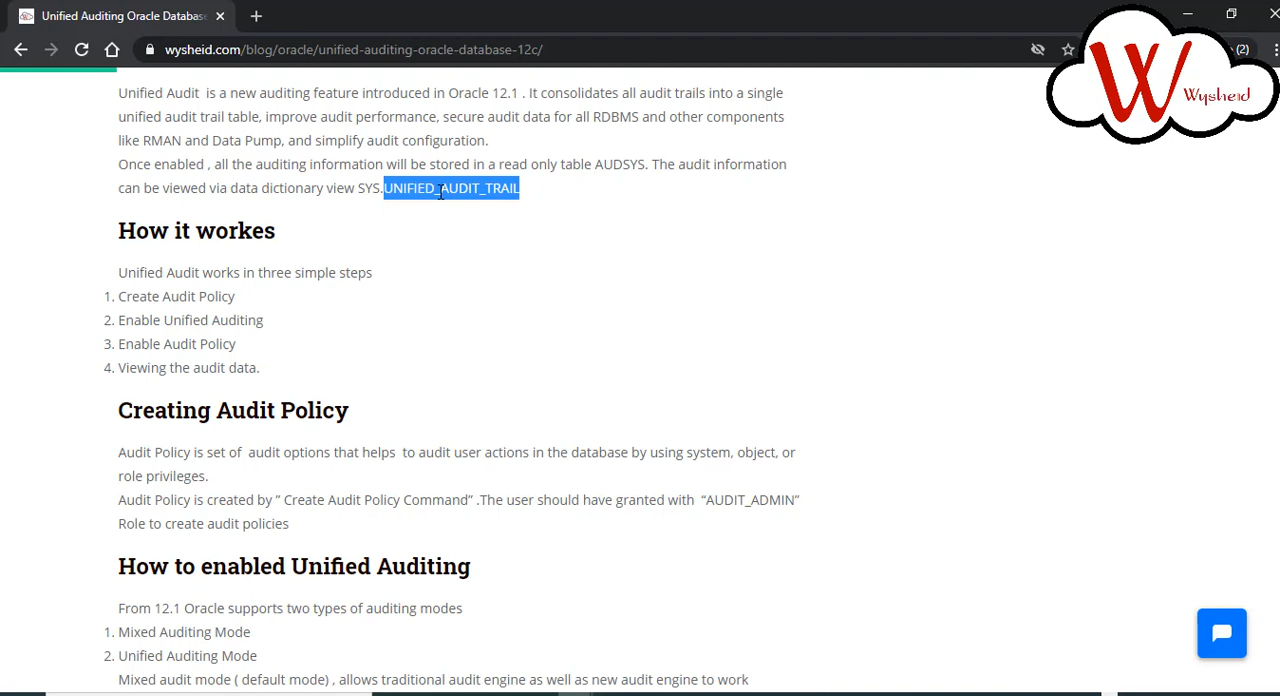 Unified Auditing Oracle Databas
wysheid.com/blog/oracle/unified-auditing-oracle-database-12c/
(2)
W Wysheid
Unified Audit is a new auditing feature introduced in Oracle 12.1 . It consolidates all audit trails into a single
unified audit trail table, improve audit performance, secure audit data for all RDBMS and other components
like RMAN and Data Pump, and simplify audit configuration.
Once enabled , all the auditing information will be stored in a read only table AUDSYS. The audit information
can be viewed via data dictionary view SYS.UNIFIED_AUDIT_TRAIL
How it workes
Unified Audit works in three simple steps
1. Create Audit Policy
2. Enable Unified Auditing
3. Enable Audit Policy
4. Viewing the audit data.
Creating Audit Policy
Audit Policy is set of audit options that helps to audit user actions in the database by using system, object, or
role privileges.
Audit Policy is created by ” Create Audit Policy Command” .The user should have granted with “AUDIT_ADMIN”
Role to create audit policies
How to enabled Unified Auditing
From 12.1 Oracle supports two types of auditing modes
1. Mixed Auditing Mode
2. Unified Auditing Mode
Mixed audit mode ( default mode) , allows traditional audit engine as well as new audit engine to work